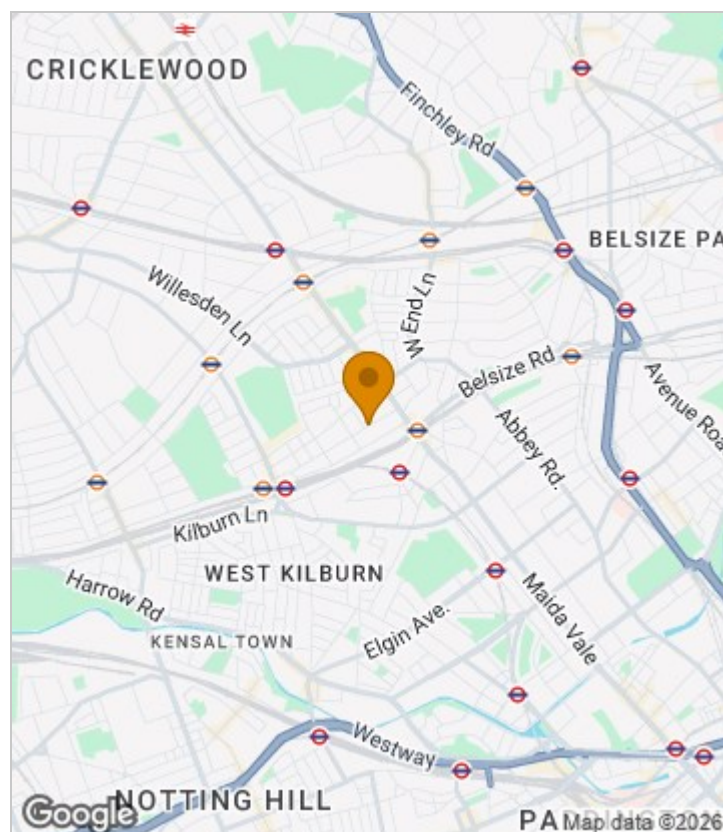 CRICKLEWOOD
Finchley Rd
BELSIZE PA
Willesden Ln
W End Ln
Belsize Rd
Avenue Roa
Abbey Rd.
Kilburn Ln
WEST KILBURN
Harrow Rd
Maida Vale
Elgin Ave.
KENSAL TOWN
Westway
NOTTING HILL
Google
PADDINGTON
Map data ©2026